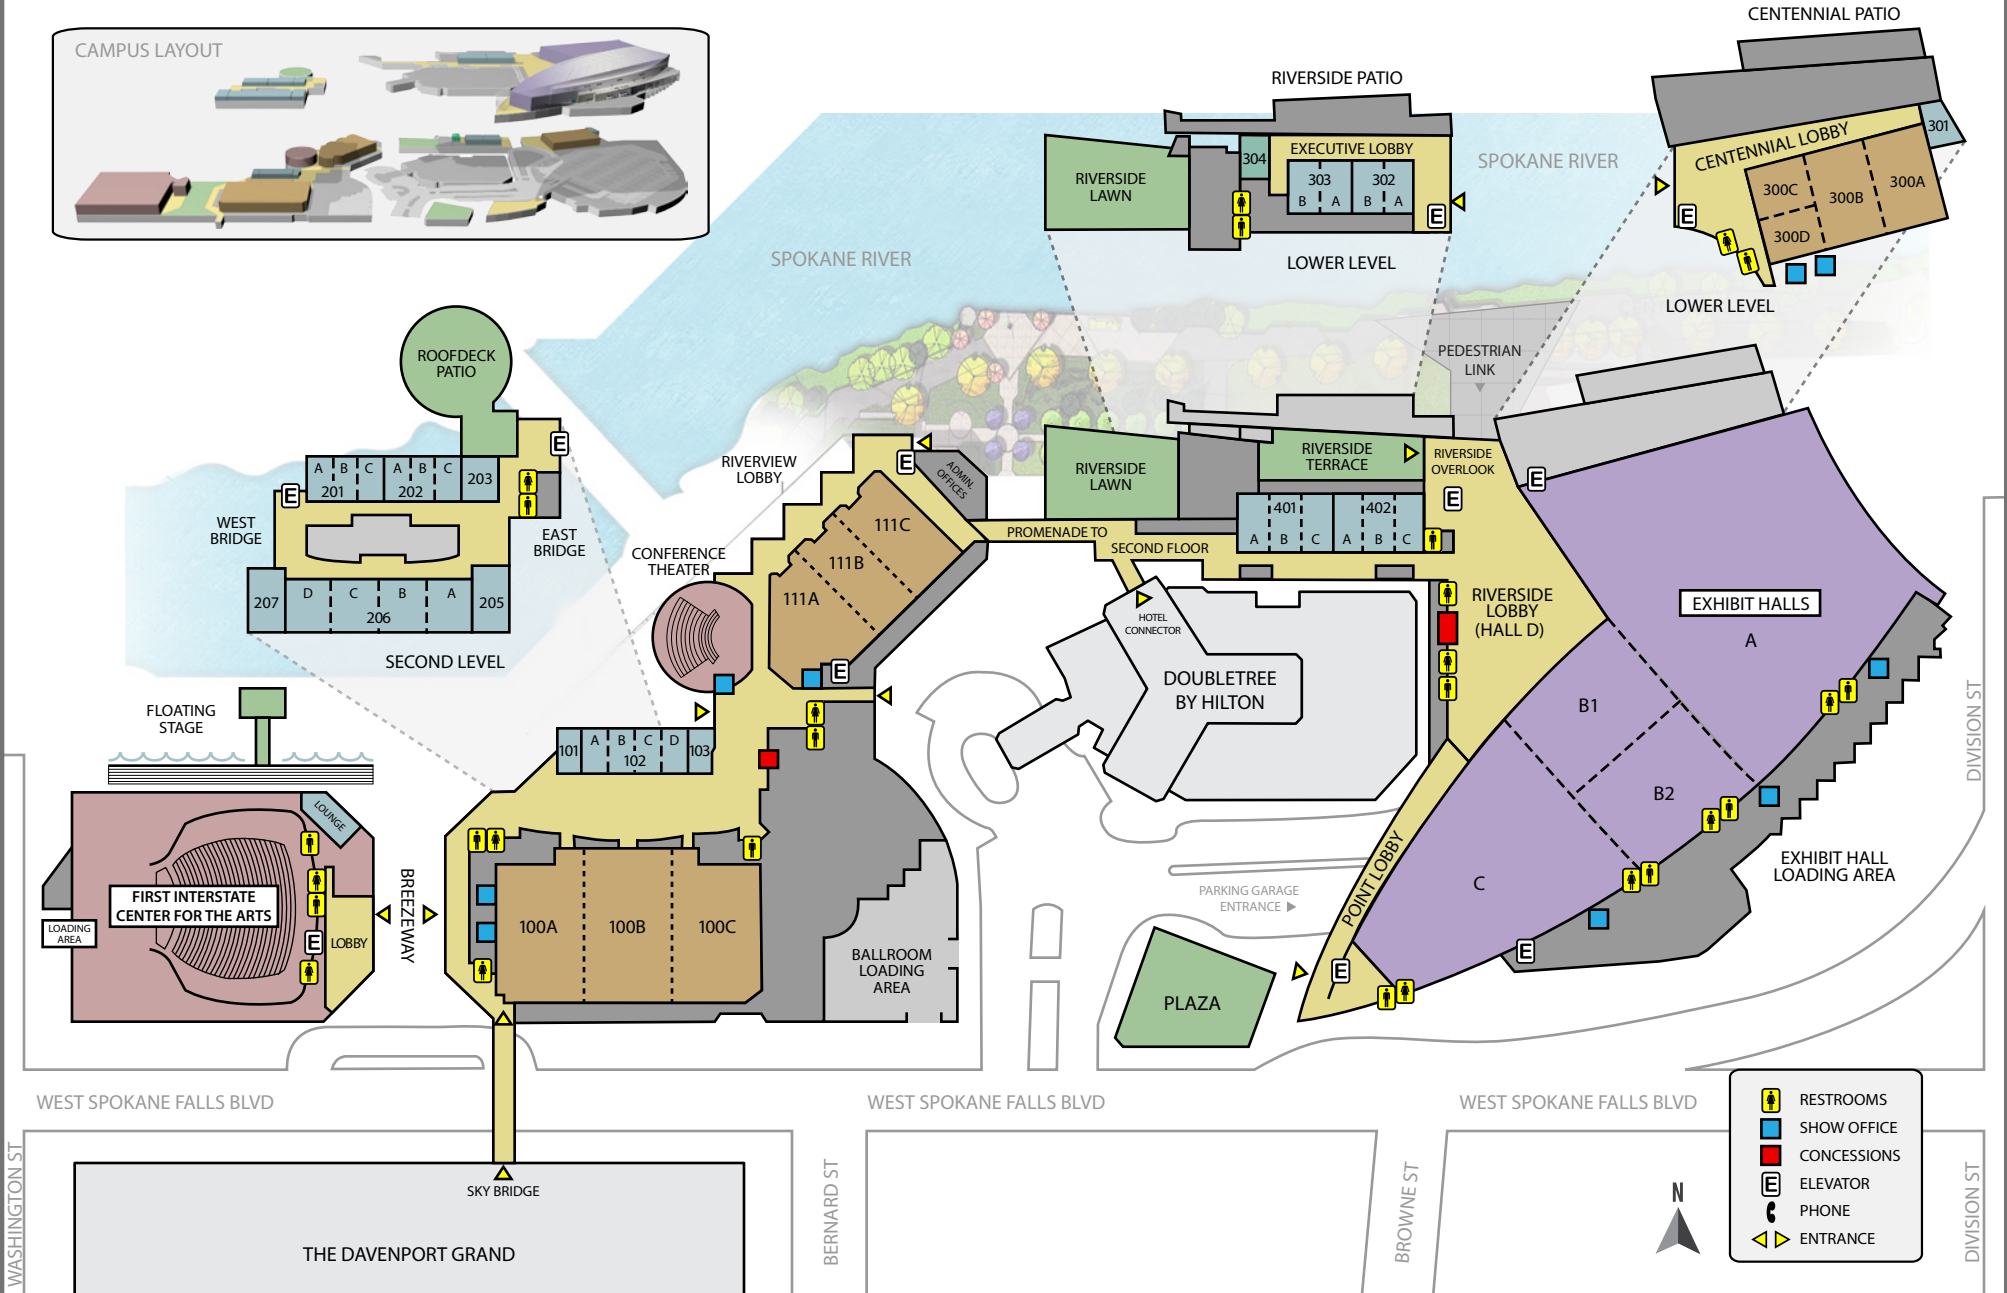 CAMPUS LAYOUT
CENTENNIAL PATIO
RIVERSIDE PATIO
301
CENTENNIAL LOBBY
300C
300B
300A
300D
E
LOWER LEVEL
304
EXECUTIVE LOBBY
303
302
B
A
B
A
E
RIVERSIDE
LAWN
LOWER LEVEL
SPOKANE RIVER
SPOKANE RIVER
PEDESTRIAN
LINK
ROOFDECK
PATIO
E
A
B
C
A
B
C
201
202
203
E
WEST
BRIDGE
EAST
BRIDGE
207
D
C
B
A
206
205
SECOND LEVEL
RIVERVIEW
LOBBY
E
ADMIN.
OFFICES
111C
111B
111A
E
CONFERENCE
THEATER
RIVERSIDE
LAWN
RIVERSIDE
TERRACE
RIVERSIDE
OVERLOOK
E
E
401
402
A
B
C
A
B
C
PROMENADE TO
SECOND FLOOR
HOTEL
CONNECTOR
DOUBLETREE
BY HILTON
RIVERSIDE
LOBBY
(HALL D)
EXHIBIT HALLS
A
B1
B2
C
EXHIBIT HALL
LOADING AREA
POINT LOBBY
E
E
PARKING GARAGE
ENTRANCE
PLAZA
FLOATING
STAGE
101
A
B
C
D
102
103
LOUNGE
FIRST INTERSTATE
CENTER FOR THE ARTS
LOADING
AREA
E
LOBBY
BREEZEWAY
100A
100B
100C
BALLROOM
LOADING
AREA
WEST SPOKANE FALLS BLVD
WEST SPOKANE FALLS BLVD
WEST SPOKANE FALLS BLVD
WASHINGTON ST
BERNARD ST
BROWNE ST
DIVISION ST
DIVISION ST
SKY BRIDGE
THE DAVENPORT GRAND
N
RESTROOMS
SHOW OFFICE
CONCESSIONS
E
ELEVATOR
PHONE
ENTRANCE